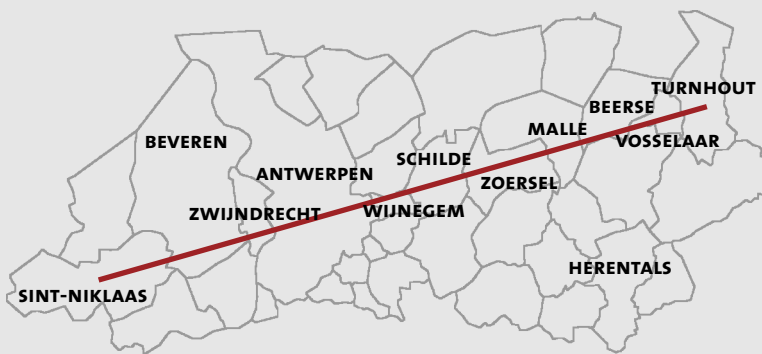 TURNHOUT
BEERSE
MALLE
VOSSELAAR
BEVEREN
SCHILDE
ANTWERPEN
ZOERSEL
ZWIJNDRECHT
WIJNEGEM
HERENTALS
SINT-NIKLAAS